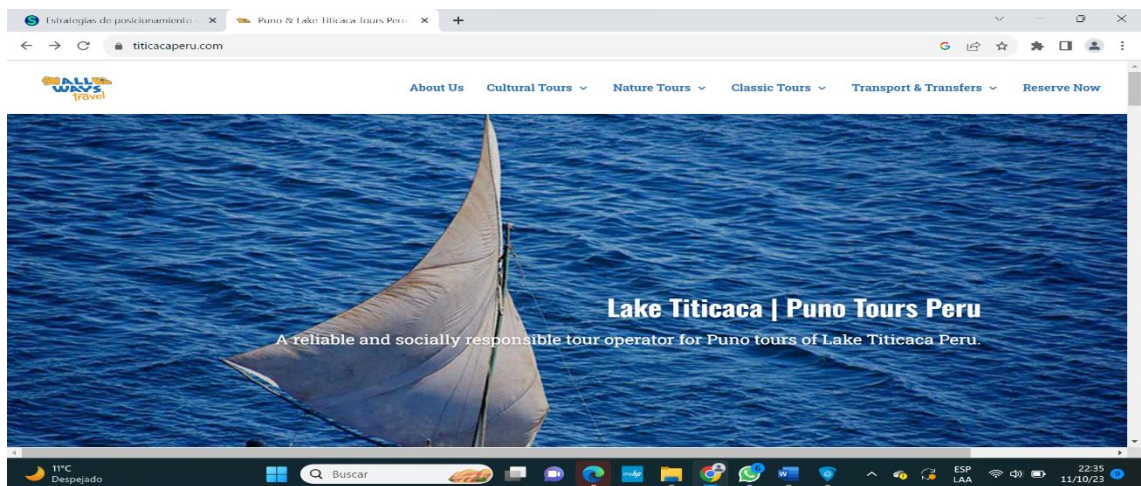 Estrategias de posicionamiento
Puno & Lake Titicaca Tours Peru
titicacaperu.com
ALL
WAYS
travel
About Us
Cultural Tours
Nature Tours
Classic Tours
Transport & Transfers
Reserve Now
Lake Titicaca | Puno Tours Peru
A reliable and socially responsible tour operator for Puno tours of Lake Titicaca Peru.
11°C
Despejado
Buscar
ESP
LAA
22:35
11/10/23